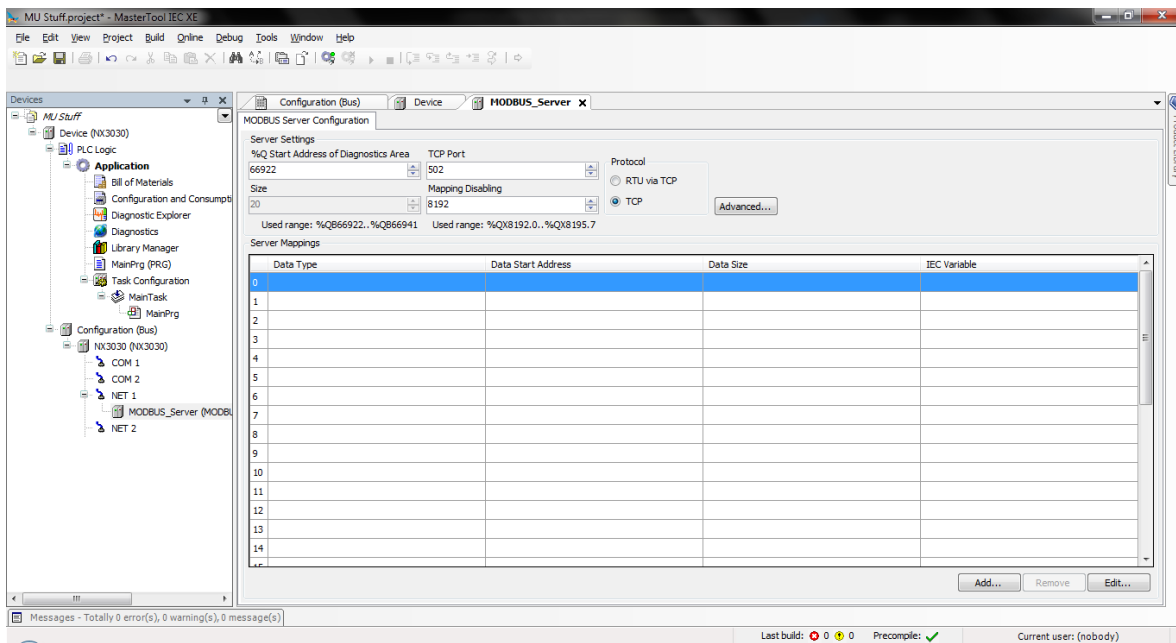 MU Stuff.project* - MasterTool IEC XE
File Edit View Project Build Online Debug Tools Window Help
Devices
MU Stuff
Device (NX3030)
PLC Logic
Application
Bill of Materials
Configuration and Consumpti
Diagnostic Explorer
Diagnostics
Library Manager
MainPrg (PRG)
Task Configuration
MainTask
MainPrg
Configuration (Bus)
NX3030 (NX3030)
COM 1
COM 2
NET 1
MODBUS_Server (MODBU
NET 2
Configuration (Bus) Device MODBUS_Server
MODBUS Server Configuration
Server Settings
%Q Start Address of Diagnostics Area TCP Port Protocol
66922 502 RTU via TCP
Size Mapping Disabling
20 8192 TCP Advanced...
Used range: %QB66922..%QB66941 Used range: %QX8192.0..%QX8195.7
Server Mappings
Data Type Data Start Address Data Size IEC Variable
0
1
2
3
4
5
6
7
8
9
10
11
12
13
14
Add... Remove Edit...
Messages - Totally 0 error(s), 0 warning(s), 0 message(s)
Last build: 0 0 Precompile: Current user: (nobody)